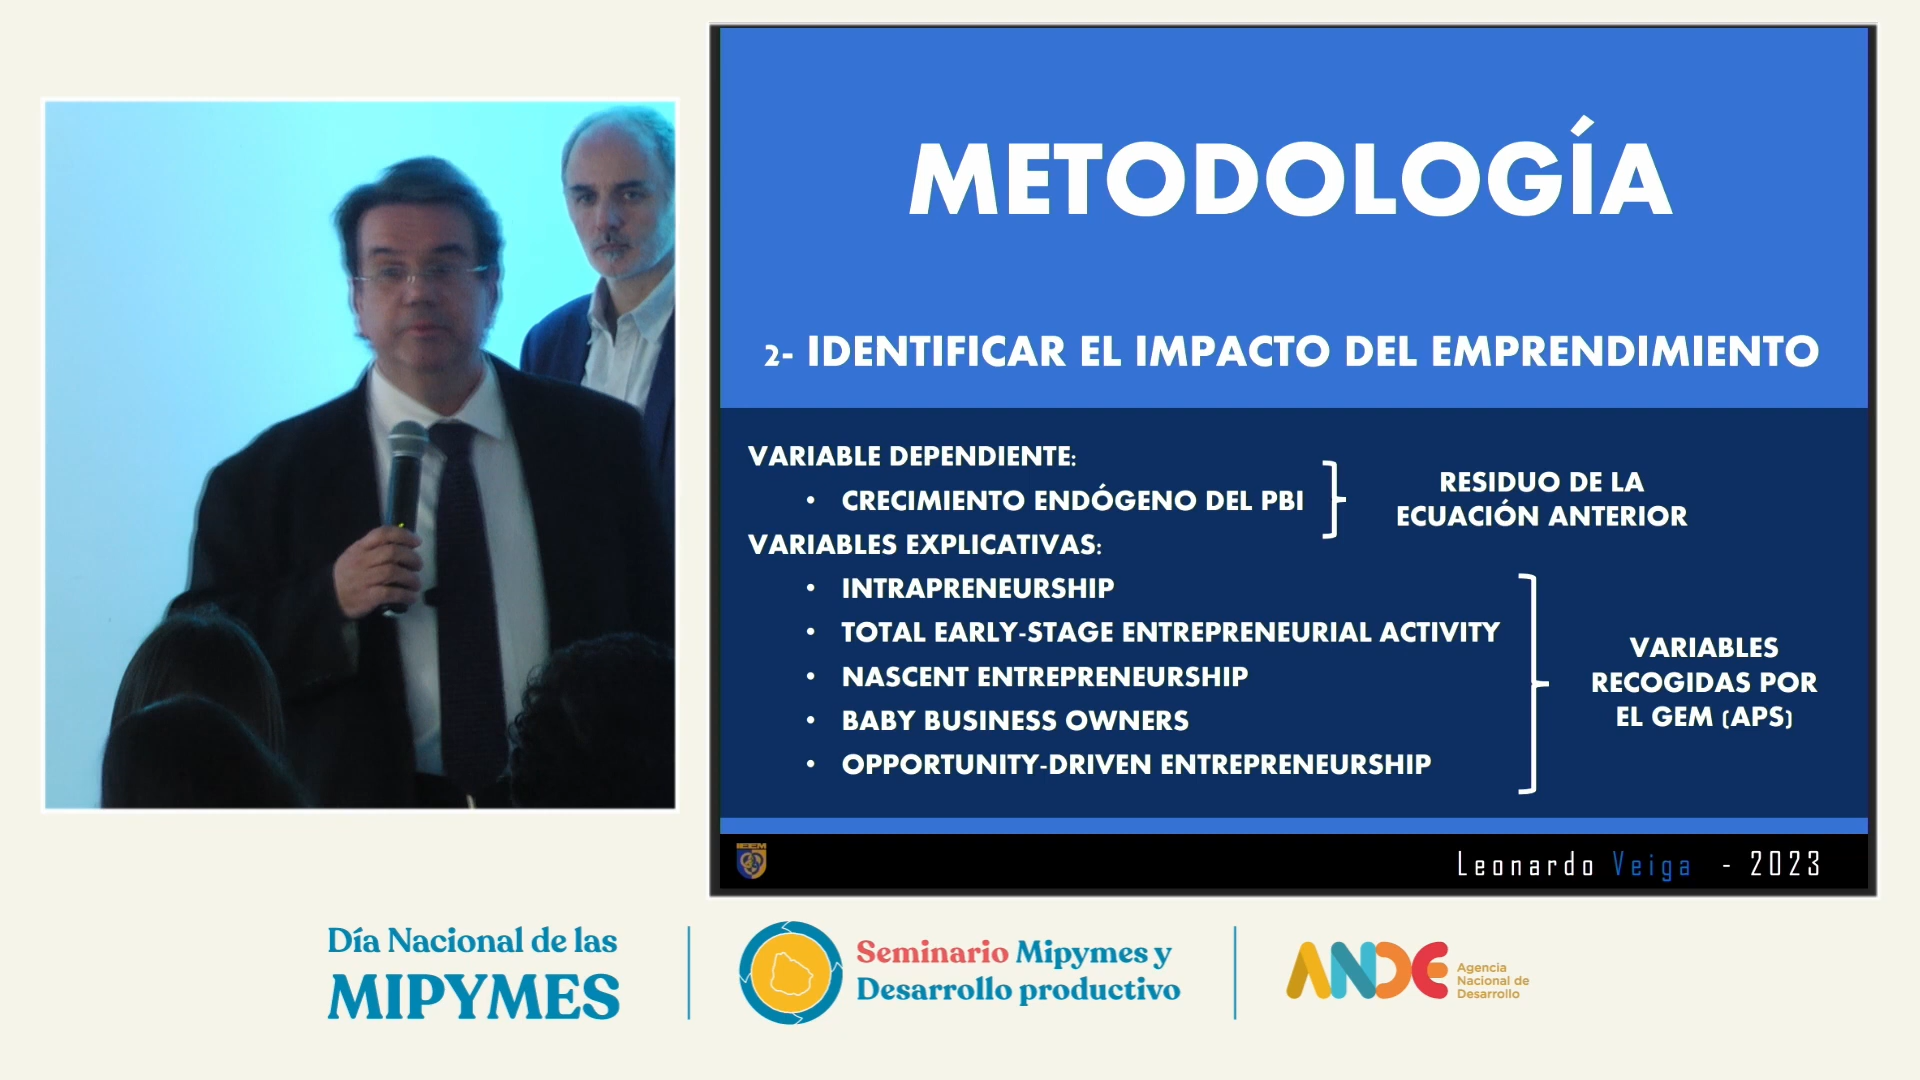 METODOLOGÍA
2- IDENTIFICAR EL IMPACTO DEL EMPRENDIMIENTO
VARIABLE DEPENDIENTE:
• CRECIMIENTO ENDÓGENO DEL PBI
RESIDUO DE LA
ECUACIÓN ANTERIOR
VARIABLES EXPLICATIVAS:
• INTRAPRENEURSHIP
• TOTAL EARLY-STAGE ENTREPRENEURIAL ACTIVITY
• NASCENT ENTREPRENEURSHIP
• BABY BUSINESS OWNERS
• OPPORTUNITY-DRIVEN ENTREPRENEURSHIP
VARIABLES
RECOGIDAS POR
EL GEM (APS)
IEEM
Leonardo Veiga - 2023
Día Nacional de las
MIPYMES
Seminario Mipymes y
Desarrollo productivo
ANDE
Agencia
Nacional de
Desarrollo